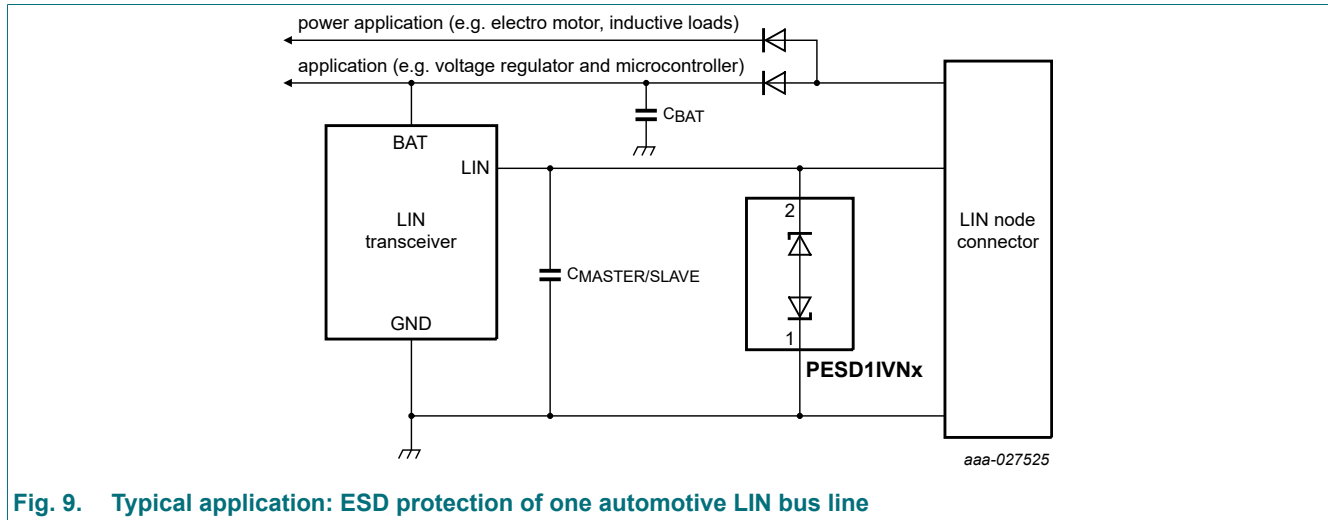 power application (e.g. electro motor, inductive loads)
application (e.g. voltage regulator and microcontroller)
CBAT
BAT
LIN
LIN
transceiver
GND
CMASTER/SLAVE
2
1
PESD1IVNx
LIN node
connector
aaa-027525
Fig. 9. Typical application: ESD protection of one automotive LIN bus line